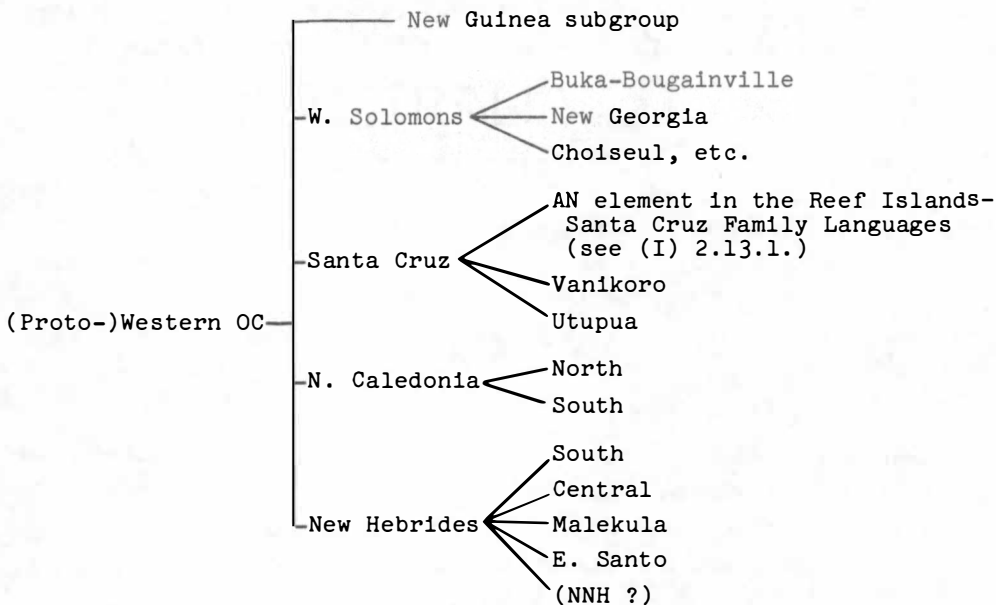 New Guinea subgroup
Buka-Bougainville
W. Solomons
New Georgia
Choiseul, etc.
AN element in the Reef Islands-
Santa Cruz Family Languages
(see (I) 2.13.1.)
Santa Cruz
Vanikoro
Utupua
(Proto-)Western OC
North
N. Caledonia
South
South
Central
New Hebrides
Malekula
E. Santo
(NNH ?)